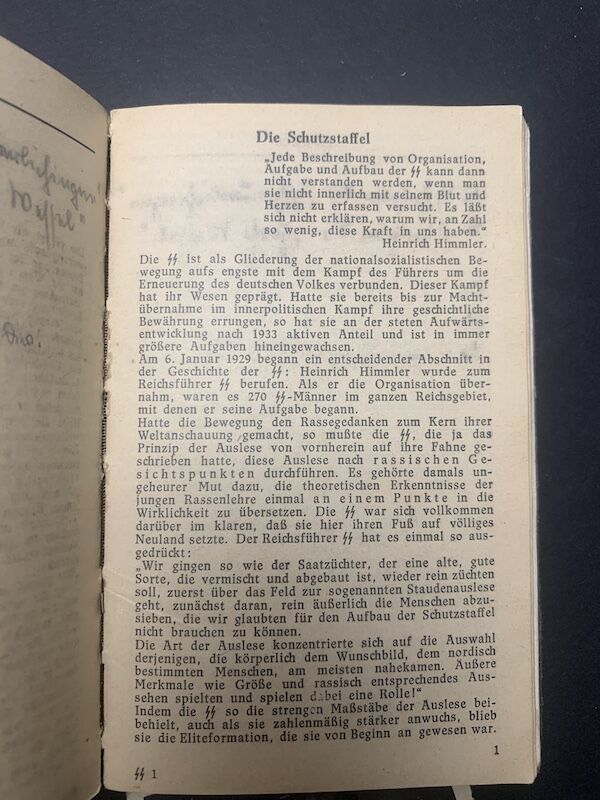 Die Schutzstaffel
„Jede Beschreibung von Organisation,
Aufgabe und Aufbau der ᛋᛋ kann dann
nicht verstanden werden, wenn man
sie nicht innerlich mit seinem Blut und
Herzen zu erfassen versucht. Es läßt
sich nicht erklären, warum wir, an Zahl
so wenig, diese Kraft in uns haben.“
Heinrich Himmler.
Die ᛋᛋ ist als Gliederung der nationalsozialistischen Be-
wegung aufs engste mit dem Kampf des Führers um die
Erneuerung des deutschen Volkes verbunden. Dieser Kampf
hat ihr Wesen geprägt. Hatte sie bereits bis zur Macht-
übernahme im innerpolitischen Kampf ihre geschichtliche
Bewährung errungen, so hat sie an der steten Aufwärts-
entwicklung nach 1933 aktiven Anteil und ist in immer
größere Aufgaben hineingewachsen.
Am 6. Januar 1929 begann ein entscheidender Abschnitt in
der Geschichte der ᛋᛋ: Heinrich Himmler wurde zum
Reichsführer ᛋᛋ berufen. Als er die Organisation über-
nahm, waren es 270 ᛋᛋ-Männer im ganzen Reichsgebiet,
mit denen er seine Aufgabe begann.
Hatte die Bewegung den Rassegedanken zum Kern ihrer
Weltanschauung gemacht, so mußte die ᛋᛋ, die ja das
Prinzip der Auslese von vornherein auf ihre Fahne ge-
schrieben hatte, diese Auslese nach rassischen Ge-
sichtspunkten durchführen. Es gehörte damals un-
geheurer Mut dazu, die theoretischen Erkenntnisse der
jungen Rassenlehre einmal an einem Punkte in die
Wirklichkeit zu übersetzen. Die ᛋᛋ war sich vollkommen
darüber im klaren, daß sie hier ihren Fuß auf völliges
Neuland setzte. Der Reichsführer ᛋᛋ hat es einmal so aus-
gedrückt:
„Wir gingen so wie der Saatzüchter, der eine alte, gute
Sorte, die vermischt und abgebaut ist, wieder rein züchten
soll, zuerst über das Feld zur sogenannten Staudenauslese
geht, zunächst daran, rein äußerlich die Menschen abzu-
sieben, die wir glaubten für den Aufbau der Schutzstaffel
nicht brauchen zu können.
Die Art der Auslese konzentrierte sich auf die Auswahl
derjenigen, die körperlich dem Wunschbild, dem nordisch
bestimmten Menschen, am meisten nahekamen. Äußere
Merkmale wie Größe und rassisch entsprechendes Aus-
sehen spielten und spielen dabei eine Rolle!“
Indem die ᛋᛋ so die strengen Maßstäbe der Auslese bei-
behielt, auch als sie zahlenmäßig stärker anwuchs, blieb
sie die Eliteformation, die sie von Beginn an gewesen war.
1
ᛋᛋ 1